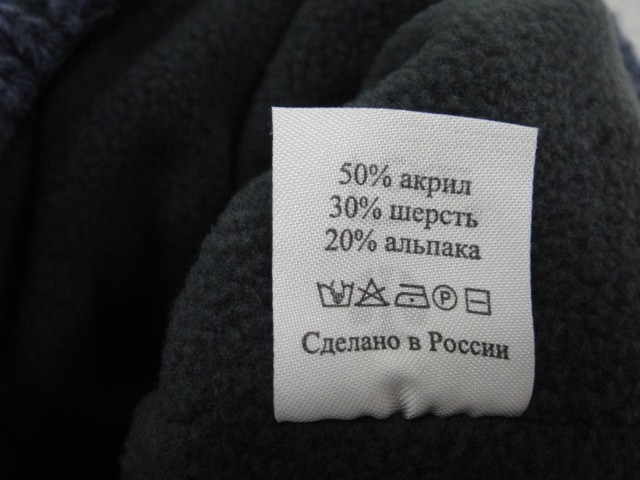 50% акрил
30% шерсть
20% альпака
P
Сделано в России